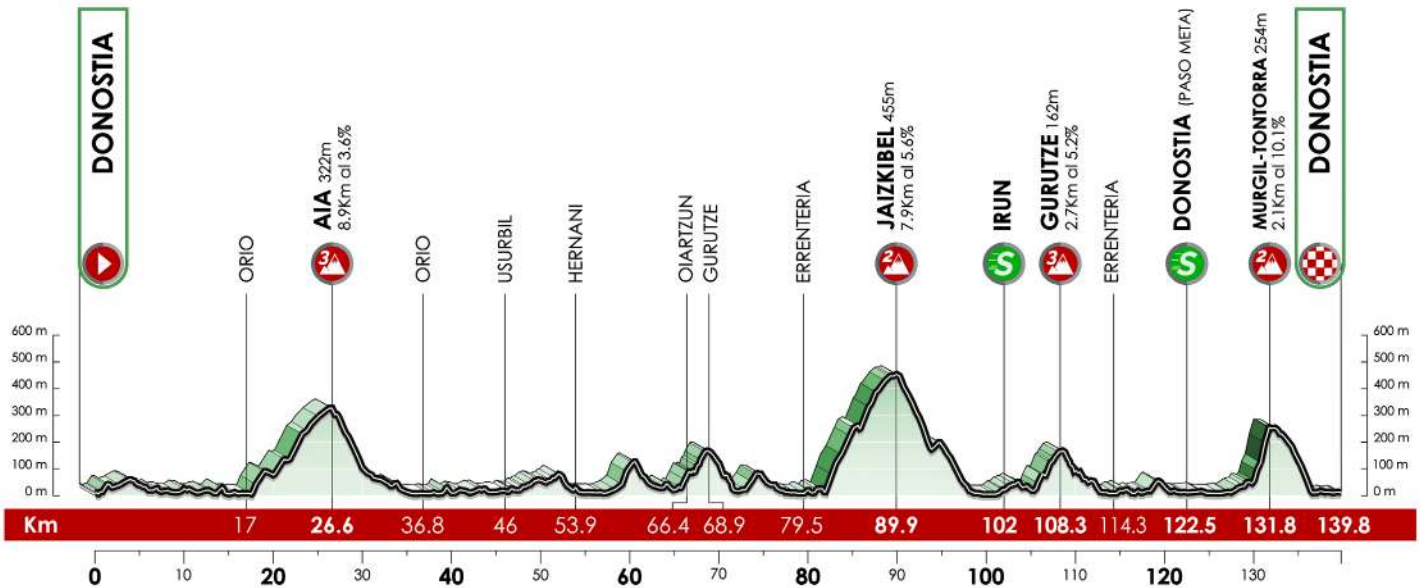 DONOSTIA
ORIO
AIA 322m
8.9Km al 3.6%
3
ORIO
USURBIL
HERNANI
OIARTZUN
GURUTZE
ERRENTERIA
JAIZKIBEL 455m
7.9Km al 5.6%
2
IRUN
S
GURUTZE 162m
2.7Km al 5.2%
3
ERRENTERIA
DONOSTIA (PASO META)
S
MURGIL-TONTORRA 254m
2.1Km al 10.1%
2
DONOSTIA
600 m
500 m
400 m
300 m
200 m
100 m
0 m
600 m
500 m
400 m
300 m
200 m
100 m
0 m
Km 17 26.6 36.8 46 53.9 66.4 68.9 79.5 89.9 102 108.3 114.3 122.5 131.8 139.8
0 10 20 30 40 50 60 70 80 90 100 110 120 130